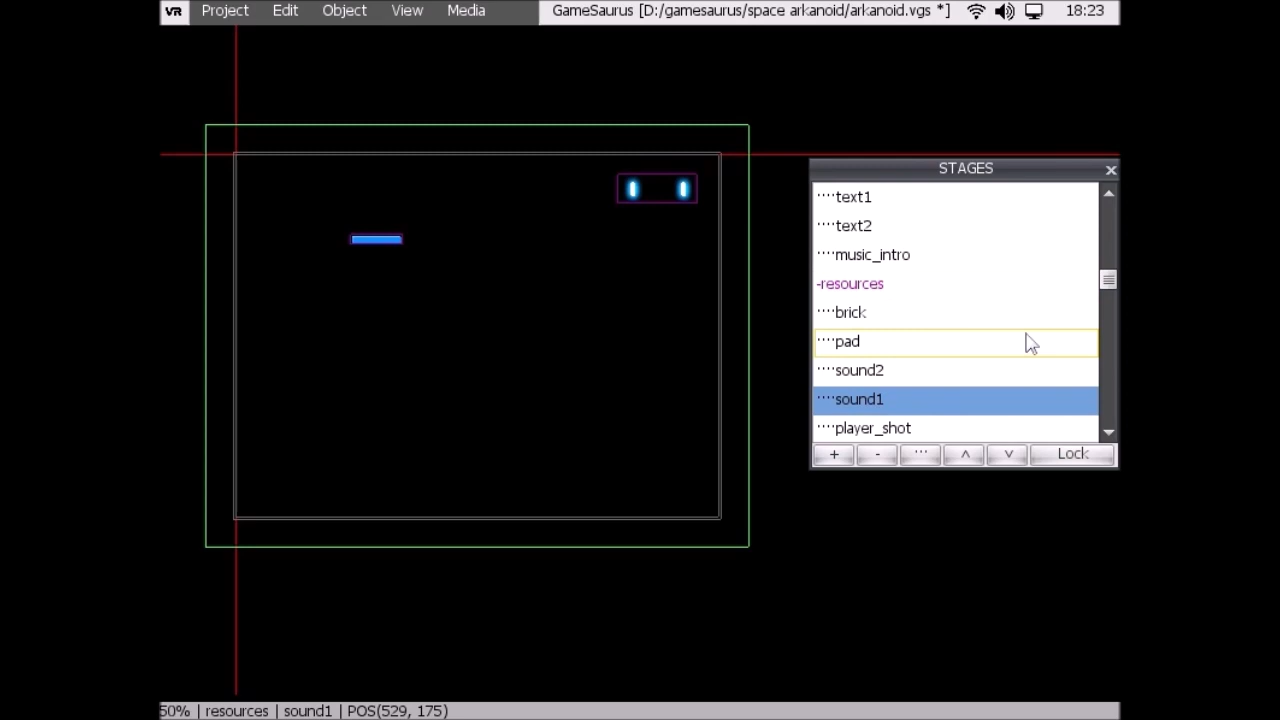 VR Project Edit Object View Media GameSaurus [D:/gamesaurus/space arkanoid/arkanoid.vgs *] 18:23
STAGES x
····text1
····text2
····music_intro
-resources
····brick
····pad
····sound2
····sound1
····player_shot
+ - ··· ʌ v Lock
50% | resources | sound1 | POS(529, 175)